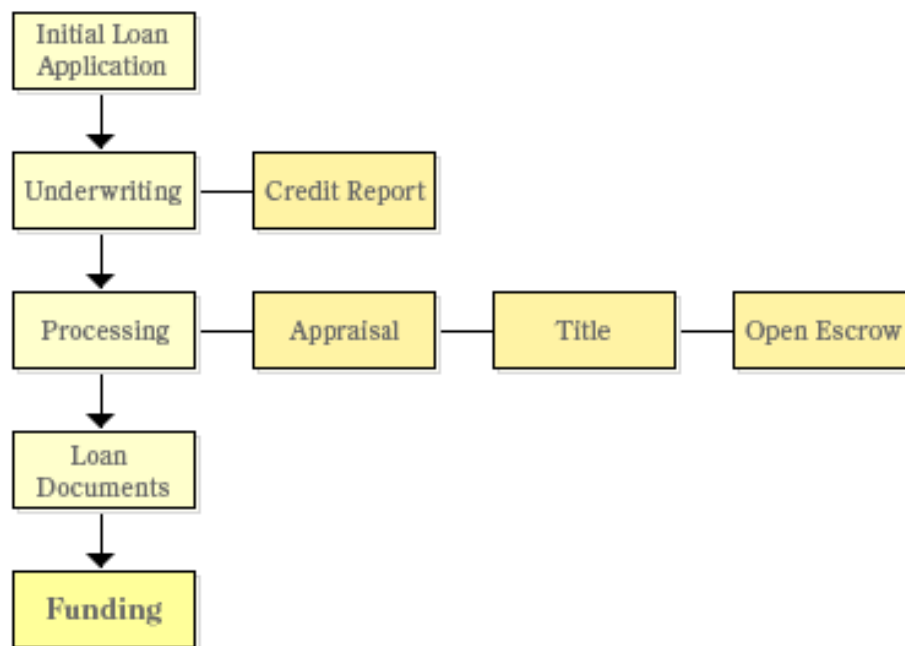 Initial Loan
Application
Underwriting
Credit Report
Processing
Appraisal
Title
Open Escrow
Loan
Documents
Funding